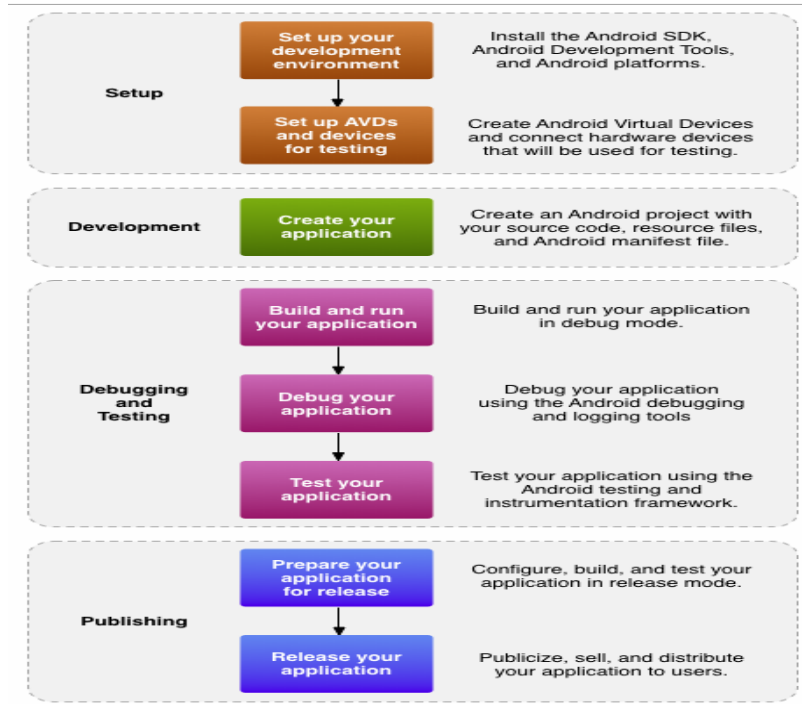 Setup
Set up your
development
environment
Install the Android SDK,
Android Development Tools,
and Android platforms.
Set up AVDs
and devices
for testing
Create Android Virtual Devices
and connect hardware devices
that will be used for testing.
Development
Create your
application
Create an Android project with
your source code, resource files,
and Android manifest file.
Debugging
and
Testing
Build and run
your application
Build and run your application
in debug mode.
Debug your
application
Debug your application
using the Android debugging
and logging tools
Test your
application
Test your application using the
Android testing and
instrumentation framework.
Publishing
Prepare your
application
for release
Configure, build, and test your
application in release mode.
Release your
application
Publicize, sell, and distribute
your application to users.